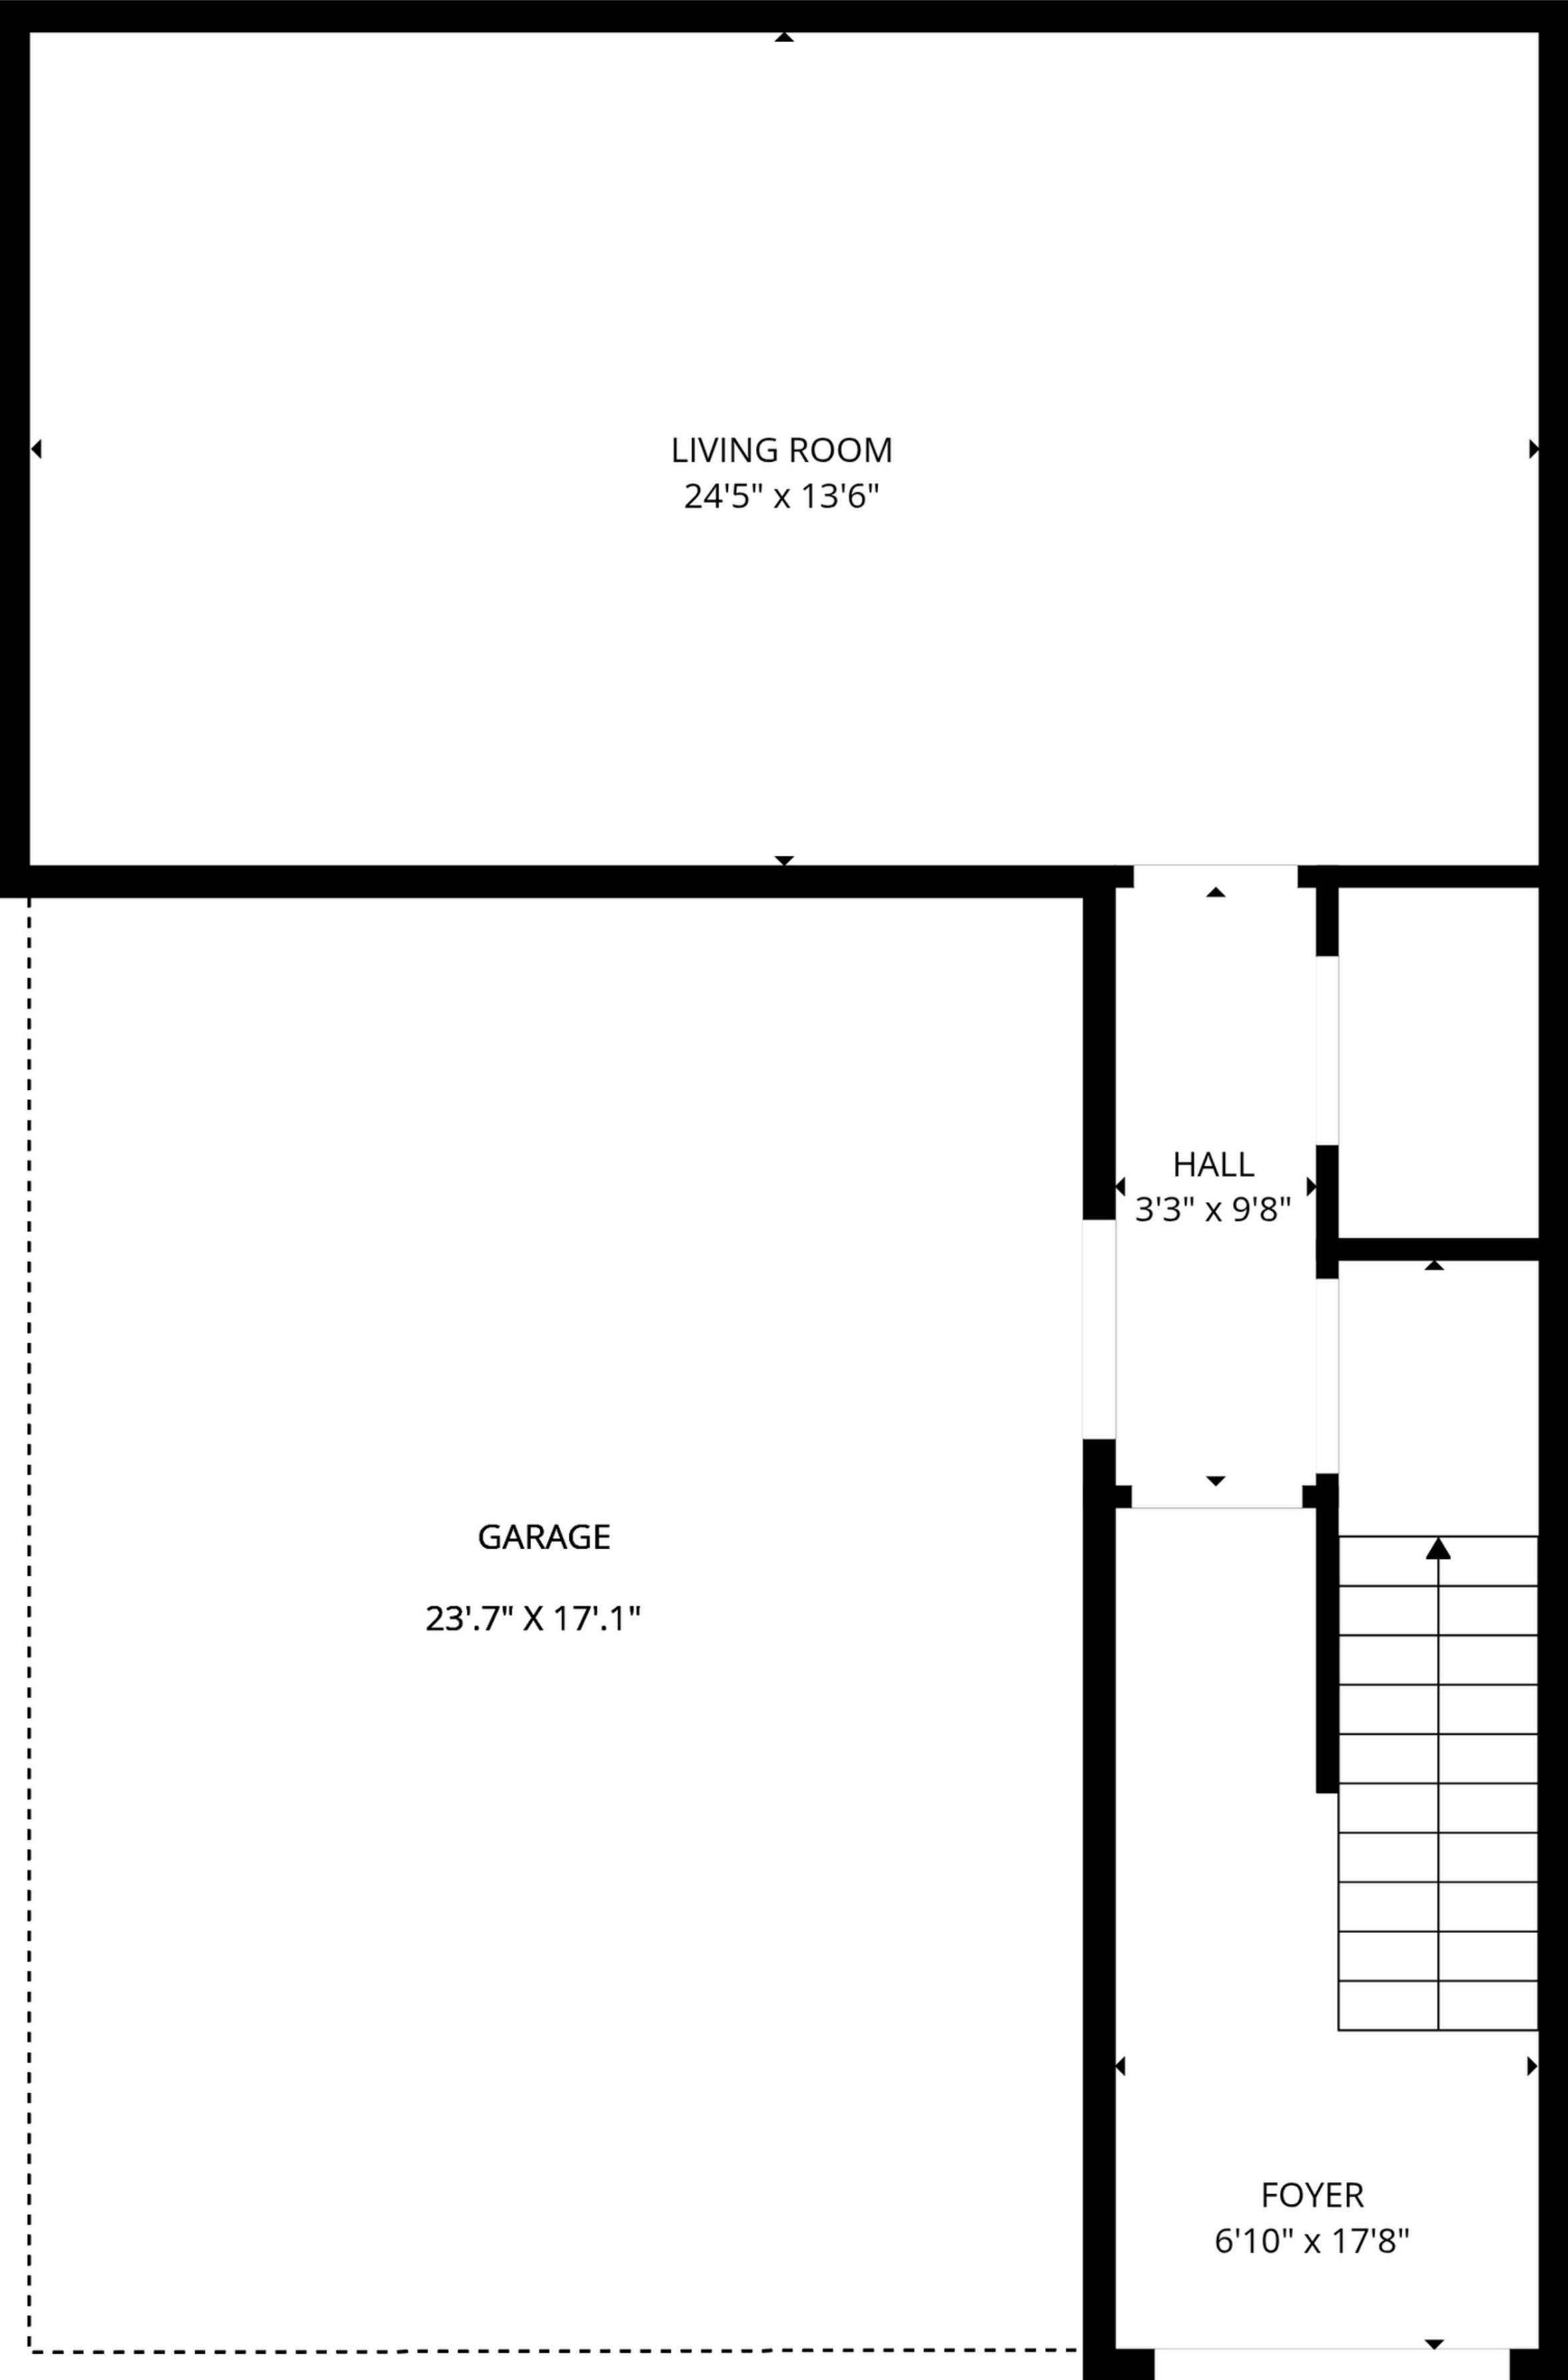 LIVING ROOM
24'5" x 13'6"
HALL
3'3" x 9'8"
GARAGE
23'.7" X 17'.1"
FOYER
6'10" x 17'8"